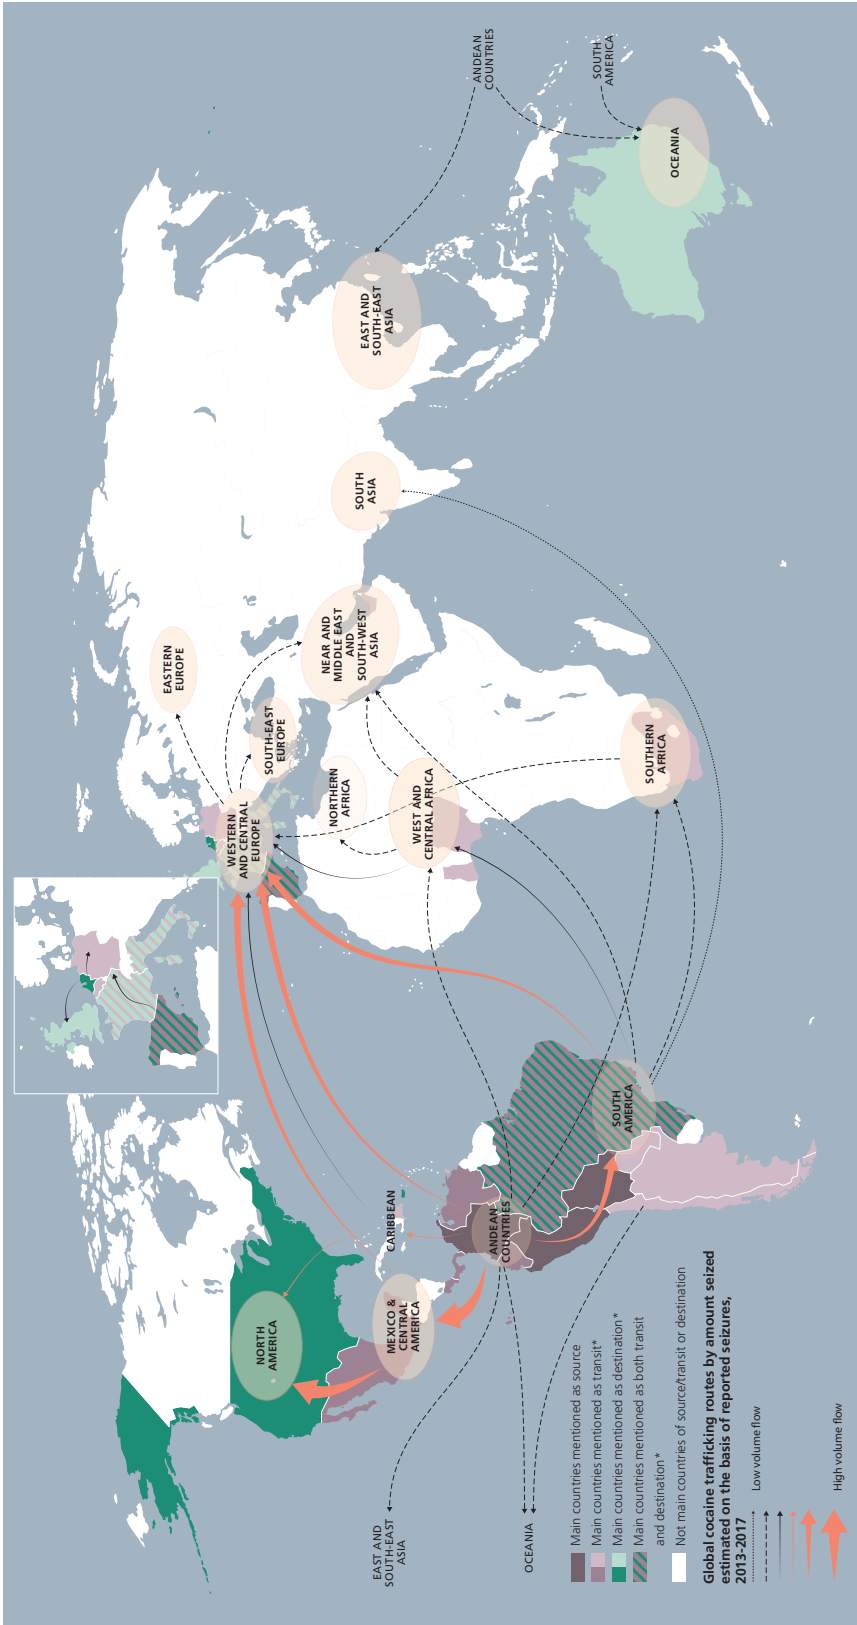 ANDEAN
COUNTRIES
SOUTH
AMERICA
OCEANIA
EAST AND
SOUTH-EAST
ASIA
SOUTH
ASIA
NEAR AND
MIDDLE EAST
AND
SOUTH-WEST
ASIA
EASTERN
EUROPE
SOUTH-EAST
EUROPE
WESTERN
AND CENTRAL
EUROPE
NORTHERN
AFRICA
WEST AND
CENTRAL AFRICA
SOUTHERN
AFRICA
SOUTH
AMERICA
ANDEAN
COUNTRIES
CARIBBEAN
MEXICO &
CENTRAL
AMERICA
NORTH
AMERICA
EAST AND
SOUTH-EAST
ASIA
OCEANIA
Main countries mentioned as source
Main countries mentioned as transit*
Main countries mentioned as destination*
Main countries mentioned as both transit
and destination*
Not main countries of source/transit or destination
Global cocaine trafficking routes by amount seized
estimated on the basis of reported seizures,
2013-2017
Low volume flow
High volume flow